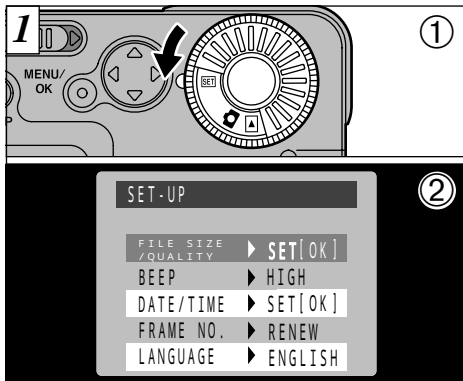 1
①
MENU/
OK
SET
②
SET-UP
FILE SIZE
/QUALITY ▶ SET[OK]
BEEP ▶ HIGH
DATE/TIME ▶ SET[OK]
FRAME NO. ▶ RENEW
LANGUAGE ▶ ENGLISH